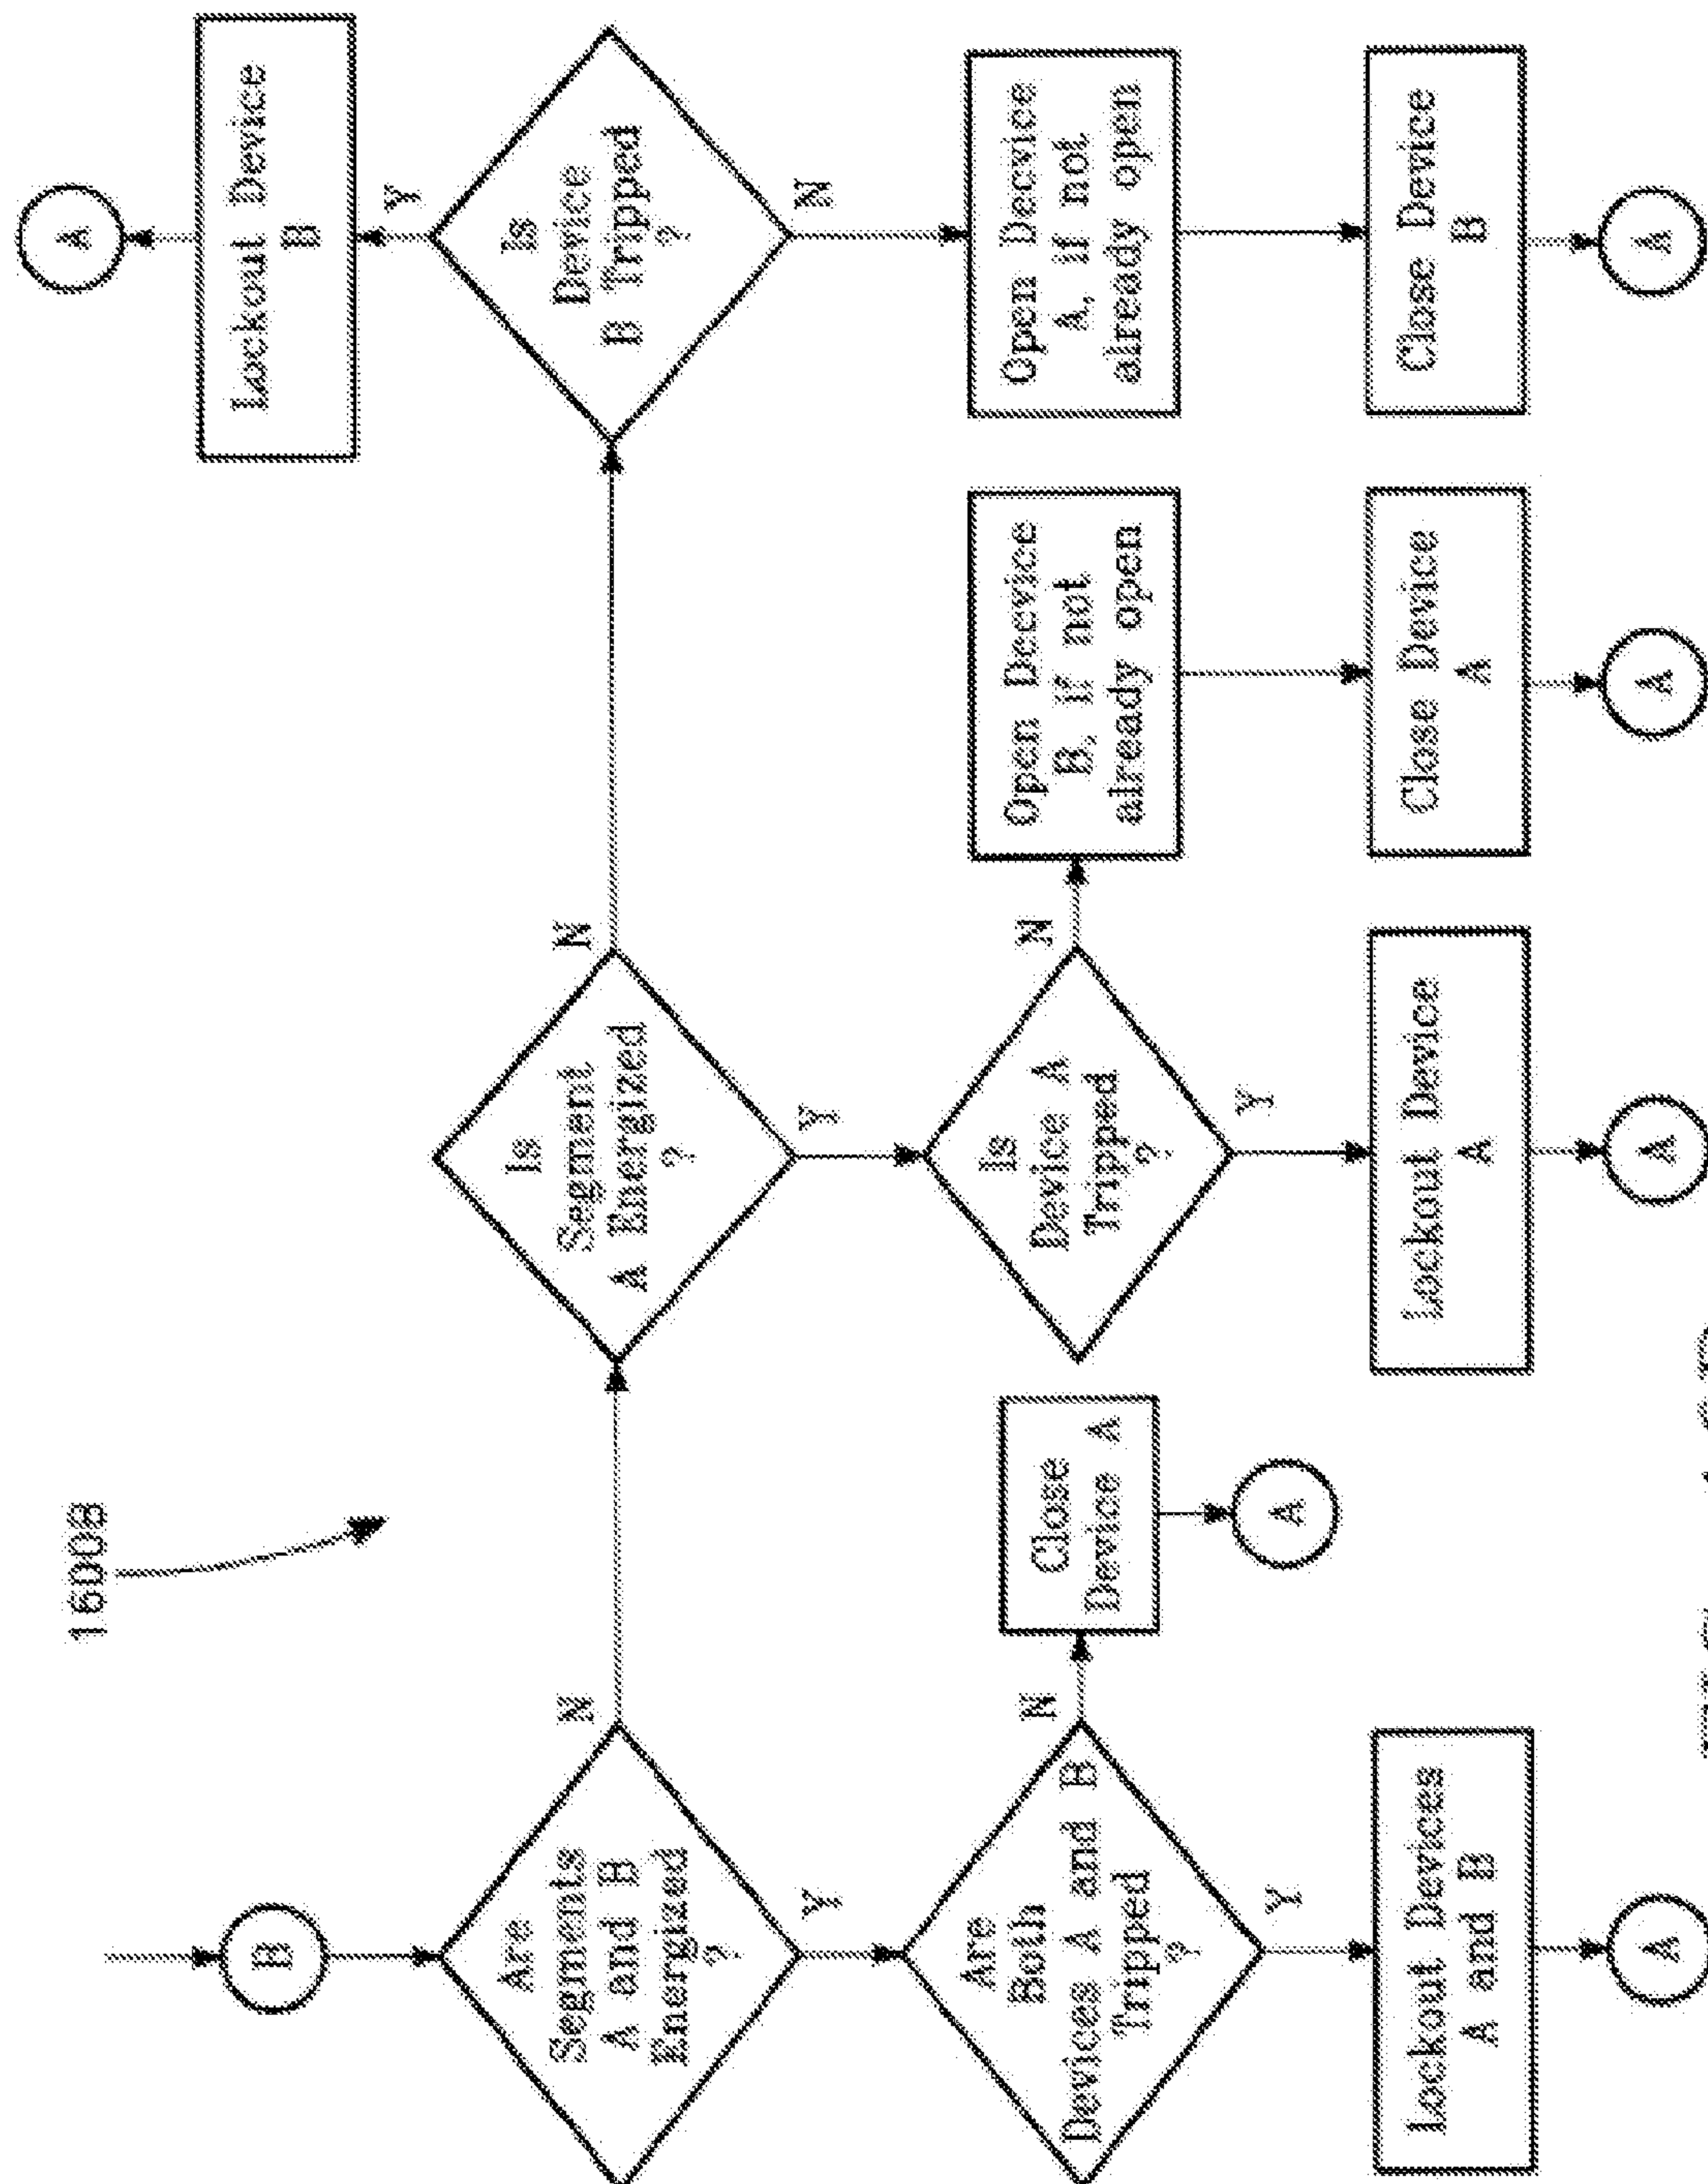 16008
B
Are
Segments
A and B
Energized
?
N
Y
Is
Segment
A Energized
?
N
Y
Is
Device
B Tripped
?
Y
N
Lockout Device
B
A
Are
Both
Devices A and B
Tripped
?
N
Y
Close
Device A
A
Is
Device A
Tripped
?
N
Y
Open Decvice
B, if not
already open
Open Decvice
A, if not
already open
Lockout Devices
A and B
A
Lockout Device
A
A
Close Device
A
A
Close Device
B
A